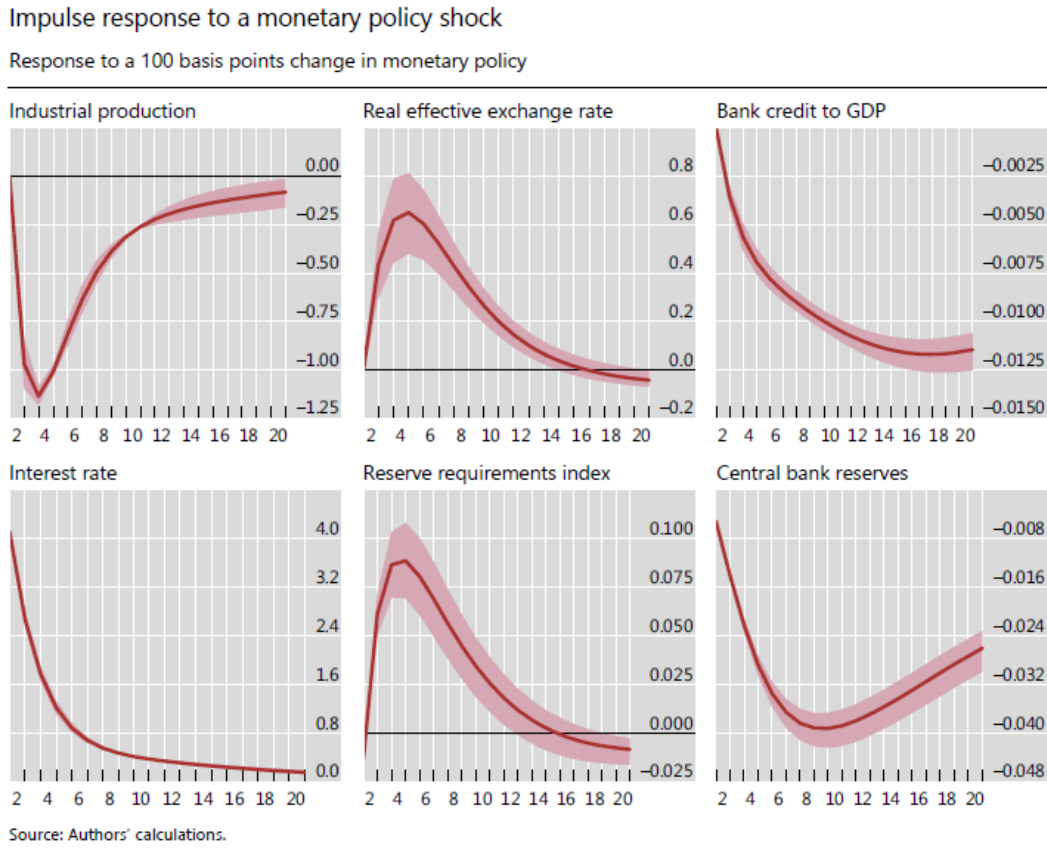 Impulse response to a monetary policy shock
Response to a 100 basis points change in monetary policy
Industrial production
0.00
−0.25
−0.50
−0.75
−1.00
−1.25
2 4 6 8 10 12 14 16 18 20
Real effective exchange rate
0.8
0.6
0.4
0.2
0.0
−0.2
2 4 6 8 10 12 14 16 18 20
Bank credit to GDP
−0.0025
−0.0050
−0.0075
−0.0100
−0.0125
−0.0150
2 4 6 8 10 12 14 16 18 20
Interest rate
4.0
3.2
2.4
1.6
0.8
0.0
2 4 6 8 10 12 14 16 18 20
Reserve requirements index
0.100
0.075
0.050
0.025
0.000
−0.025
2 4 6 8 10 12 14 16 18 20
Central bank reserves
−0.008
−0.016
−0.024
−0.032
−0.040
−0.048
2 4 6 8 10 12 14 16 18 20
Source: Authors’ calculations.